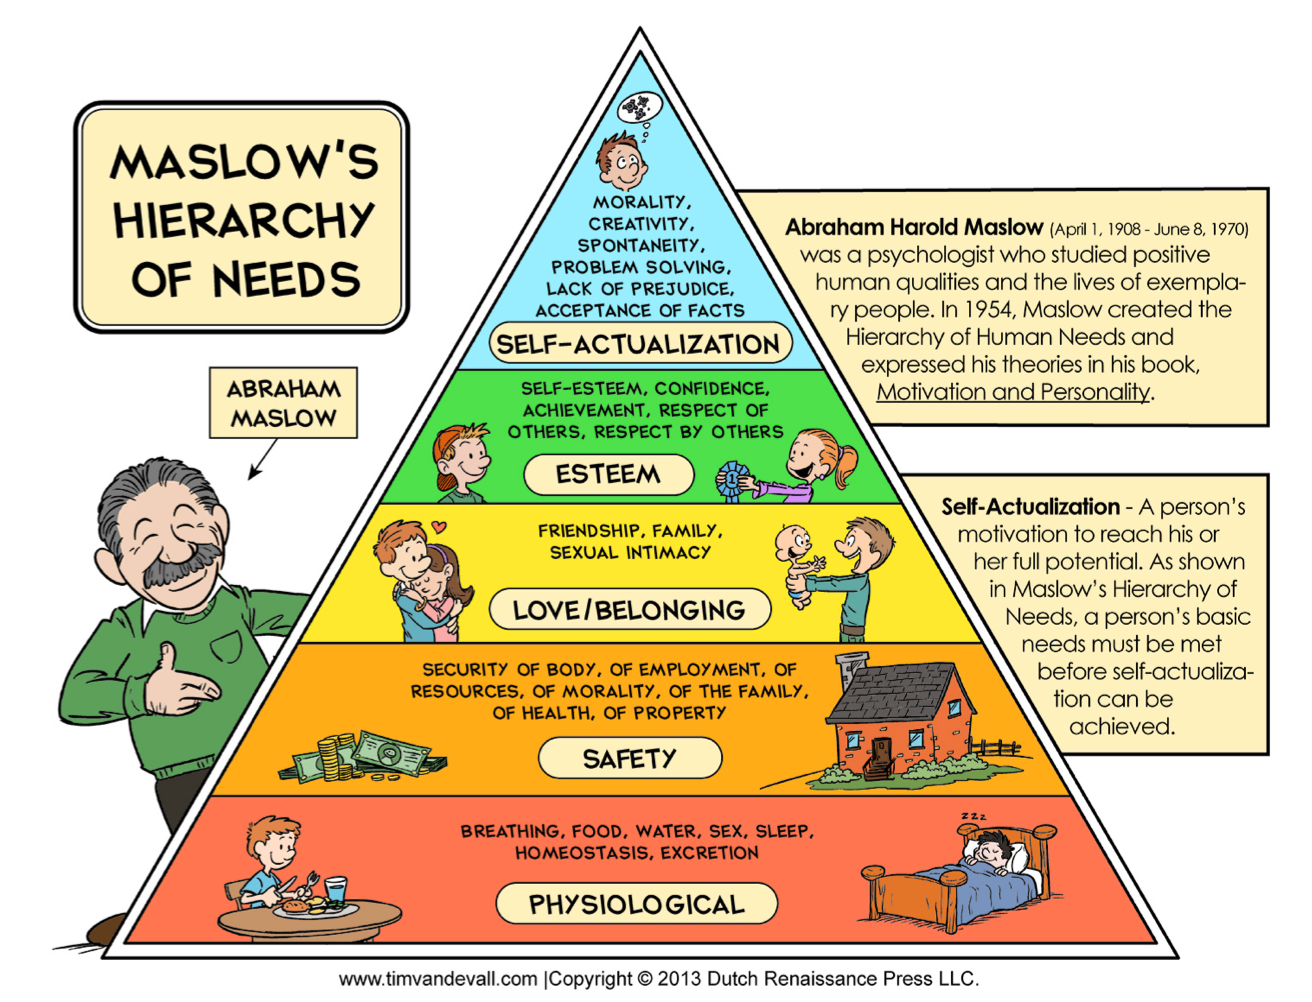 MASLOW'S
HIERARCHY
OF NEEDS
ABRAHAM
MASLOW
MORALITY,
CREATIVITY,
SPONTANEITY,
PROBLEM SOLVING,
LACK OF PREJUDICE,
ACCEPTANCE OF FACTS
SELF-ACTUALIZATION
SELF-ESTEEM, CONFIDENCE,
ACHIEVEMENT, RESPECT OF
OTHERS, RESPECT BY OTHERS
1
ESTEEM
FRIENDSHIP, FAMILY,
SEXUAL INTIMACY
LOVE/BELONGING
SECURITY OF BODY, OF EMPLOYMENT, OF
RESOURCES, OF MORALITY, OF THE FAMILY,
OF HEALTH, OF PROPERTY
SAFETY
BREATHING, FOOD, WATER, SEX, SLEEP,
HOMEOSTASIS, EXCRETION
PHYSIOLOGICAL
zzz
Abraham Harold Maslow (April 1, 1908 - June 8, 1970)
was a psychologist who studied positive
human qualities and the lives of exempla-
ry people. In 1954, Maslow created the
Hierarchy of Human Needs and
expressed his theories in his book,
Motivation and Personality.
Self-Actualization - A person's
motivation to reach his or
her full potential. As shown
in Maslow's Hierarchy of
Needs, a person's basic
needs must be met
before self-actualiza-
tion can be
achieved.
www.timvandevall.com |Copyright © 2013 Dutch Renaissance Press LLC.